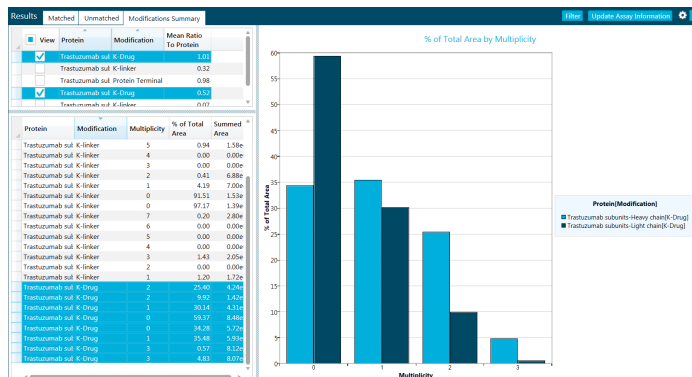 Results Matched Unmatched Modifications Summary Filter Update Assay Information
View Protein Modification Mean Ratio To Protein
Trastuzumab sul K-Drug 1.01
Trastuzumab sul K-linker 0.32
Trastuzumab sul Protein Terminal 0.98
Trastuzumab sul K-Drug 0.52
Trastuzumab sul K-linker 0.07
Protein Modification Multiplicity % of Total Area Summed Area
Trastuzumab sul K-linker 5 0.94 1.58e
Trastuzumab sul K-linker 4 0.00 0.00e
Trastuzumab sul K-linker 3 0.00 0.00e
Trastuzumab sul K-linker 2 0.41 6.88e
Trastuzumab sul K-linker 1 4.19 7.00e
Trastuzumab sul K-linker 0 91.51 1.53e
Trastuzumab sul K-linker 0 97.17 1.39e
Trastuzumab sul K-linker 7 0.20 2.80e
Trastuzumab sul K-linker 6 0.00 0.00e
Trastuzumab sul K-linker 5 0.00 0.00e
Trastuzumab sul K-linker 4 0.00 0.00e
Trastuzumab sul K-linker 3 1.43 2.05e
Trastuzumab sul K-linker 2 0.00 0.00e
Trastuzumab sul K-linker 1 1.20 1.72e
Trastuzumab sul K-Drug 2 25.40 4.24e
Trastuzumab sul K-Drug 2 9.92 1.42e
Trastuzumab sul K-Drug 1 30.14 4.31e
Trastuzumab sul K-Drug 0 59.37 8.48e
Trastuzumab sul K-Drug 0 34.28 5.72e
Trastuzumab sul K-Drug 1 35.48 5.93e
Trastuzumab sul K-Drug 3 0.57 8.12e
Trastuzumab sul K-Drug 3 4.83 8.07e
% of Total Area by Multiplicity
% of Total Area
60
55
50
45
40
35
30
25
20
15
10
5
0
0 1 2 3
Multiplicity
Protein[Modification]
Trastuzumab subunits-Heavy chain[K-Drug]
Trastuzumab subunits-Light chain[K-Drug]